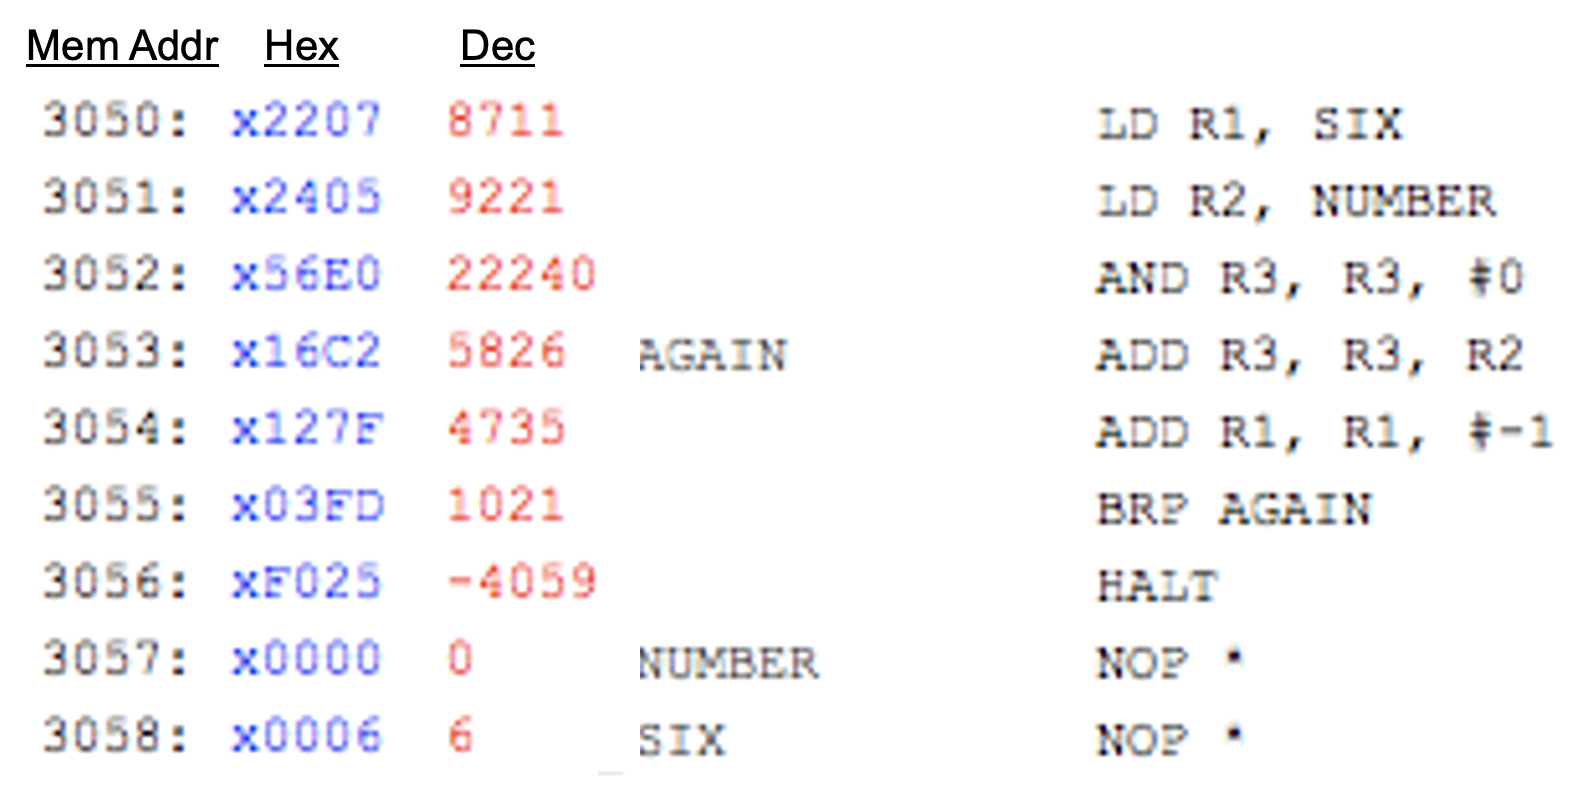 Mem Addr Hex Dec
3050: x2207 8711 LD R1, SIX
3051: x2405 9221 LD R2, NUMBER
3052: x56E0 22240 AND R3, R3, #0
3053: x16C2 5826 AGAIN ADD R3, R3, R2
3054: x127F 4735 ADD R1, R1, #-1
3055: x03FD 1021 BRP AGAIN
3056: xF025 -4059 HALT
3057: x0000 0 NUMBER NOP *
3058: x0006 6 SIX NOP *